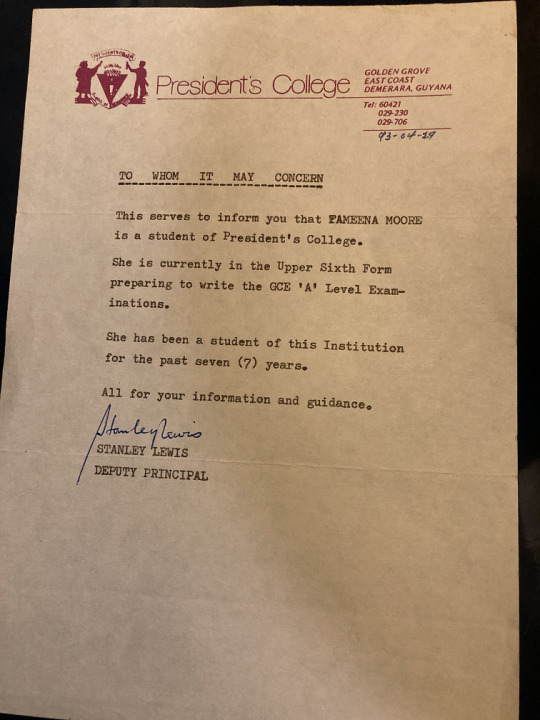 PRESIDENT'S COLLEGE
President's College
GOLDEN GROVE
EAST COAST
DEMERARA, GUYANA
Tel: 60421
029-230
029-706
93-04-29
TO WHOM IT MAY CONCERN
This serves to inform you that FAMEENA MOORE
is a student of President's College.
She is currently in the Upper Sixth Form
preparing to write the GCE 'A' Level Exam-
inations.
She has been a student of this Institution
for the past seven (7) years.
All for your information and guidance.
Stanley Lewis
STANLEY LEWIS
DEPUTY PRINCIPAL